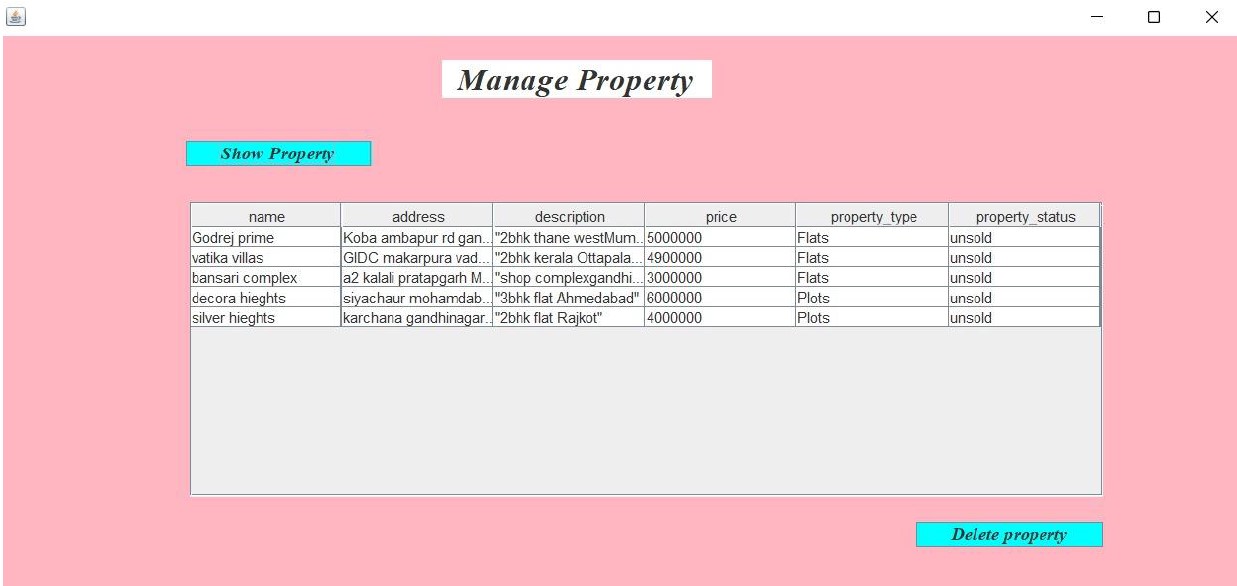 Manage Property
Show Property
name address description price property_type property_status
Godrej prime Koba ambapur rd gan... "2bhk thane westMum... 5000000 Flats unsold
vatika villas GIDC makarpura vad... "2bhk kerala Ottapala... 4900000 Flats unsold
bansari complex a2 kalali pratapgarh M... "shop complexgandhi... 3000000 Flats unsold
decora hieghts siyachaur mohamdab... "3bhk flat Ahmedabad" 6000000 Plots unsold
silver hieghts karchana gandhinagar... "2bhk flat Rajkot" 4000000 Plots unsold
Delete property